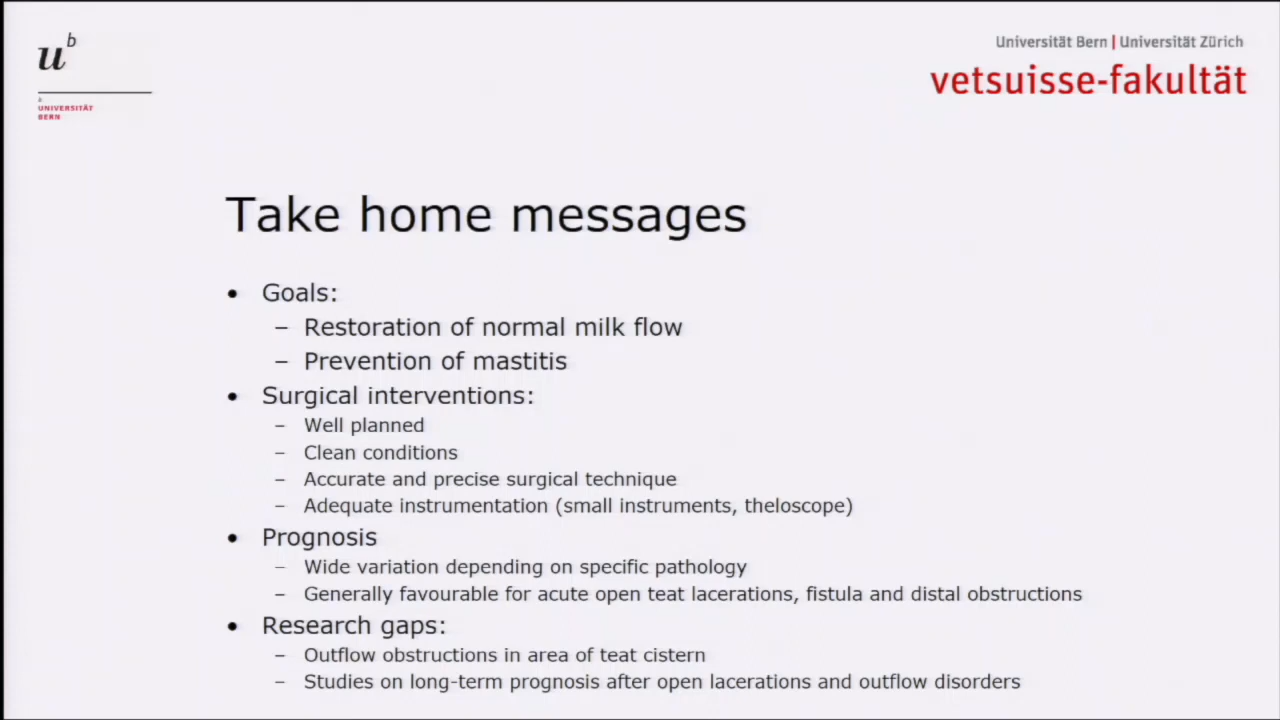 u^b
b
UNIVERSITÄT
BERN
Universität Bern | Universität Zürich
vetsuisse-fakultät
Take home messages
• Goals:
– Restoration of normal milk flow
– Prevention of mastitis
• Surgical interventions:
– Well planned
– Clean conditions
– Accurate and precise surgical technique
– Adequate instrumentation (small instruments, theloscope)
• Prognosis
– Wide variation depending on specific pathology
– Generally favourable for acute open teat lacerations, fistula and distal obstructions
• Research gaps:
– Outflow obstructions in area of teat cistern
– Studies on long-term prognosis after open lacerations and outflow disorders